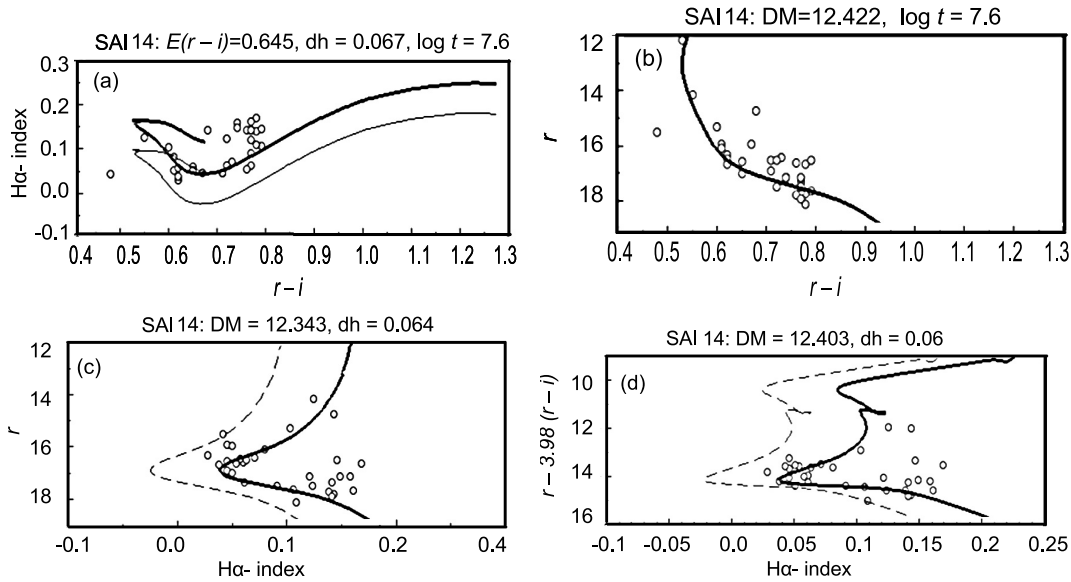 SAI 14: E(r – i)=0.645, dh = 0.067, log t = 7.6
(a)
Hα- index
0.3
0.2
0.1
0.0
-0.1
0.4 0.5 0.6 0.7 0.8 0.9 1.0 1.1 1.2 1.3
r – i
SAI 14: DM=12.422, log t = 7.6
(b)
r
12
14
16
18
0.4 0.5 0.6 0.7 0.8 0.9 1.0 1.1 1.2 1.3
r – i
SAI 14: DM = 12.343, dh = 0.064
(c)
r
12
14
16
18
-0.1 0.0 0.1 0.2 0.4
Hα- index
SAI 14: DM = 12.403, dh = 0.06
(d)
r – 3.98 (r – i)
10
12
14
16
-0.1 -0.1 0.00 0.05 0.10 0.15 0.20 0.25
Hα- index